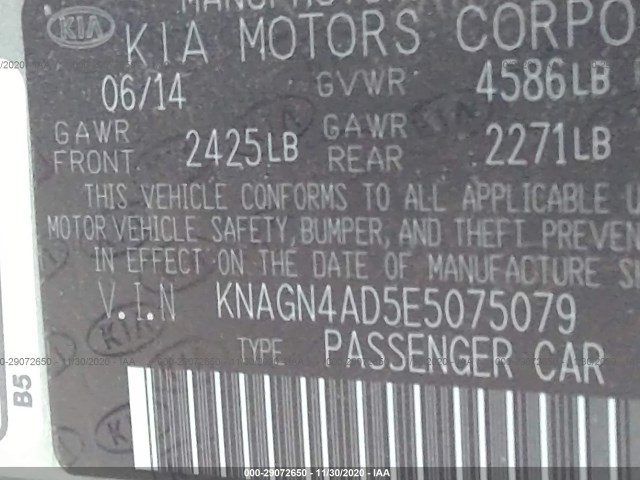 KIA
KIA MOTORS CORPO
06/14 GVWR 4586LB
GAWR FRONT 2425LB GAWR REAR 2271LB
THIS VEHICLE CONFORMS TO ALL APPLICABLE
MOTOR VEHICLE SAFETY, BUMPER, AND THEFT PREVEN
IN EFFECT ON THE DATE OF MANUFACTURE
V.I.N KNAGN4AD5E5075079
TYPE PASSENGER CAR
B5
000-29072650 - 11/30/2020 - IAA